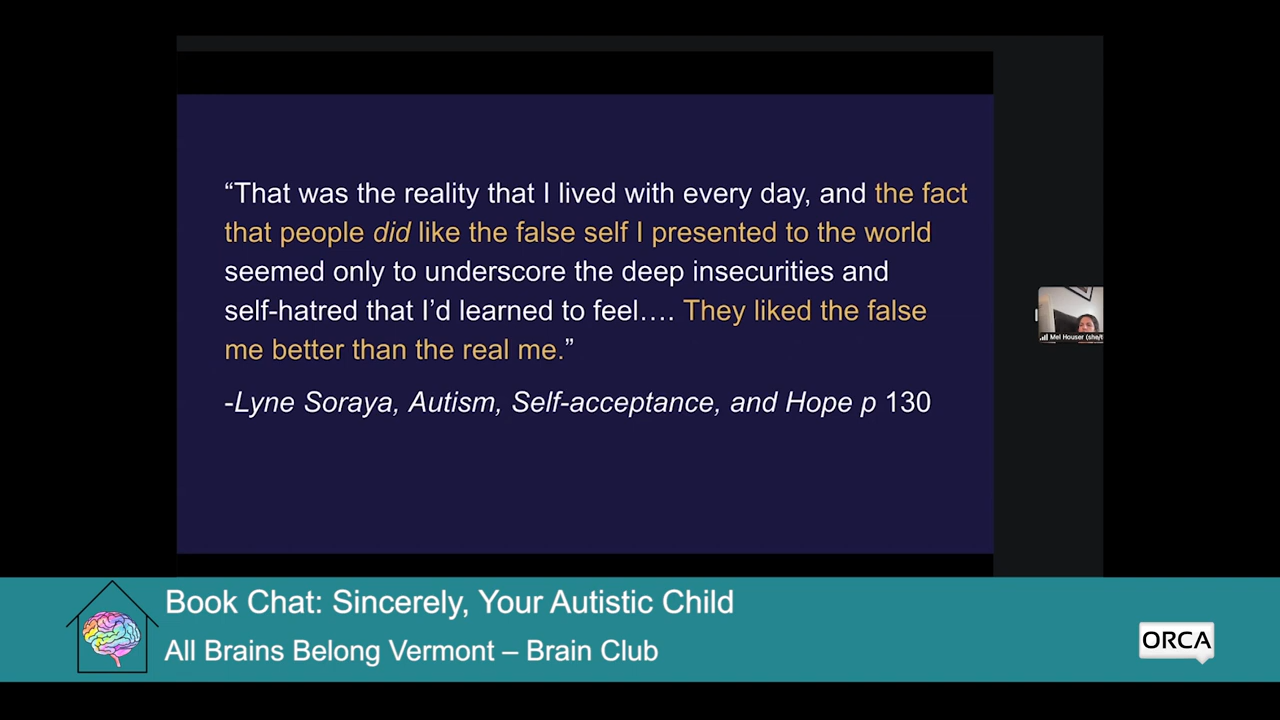 “That was the reality that I lived with every day, and the fact
that people did like the false self I presented to the world
seemed only to underscore the deep insecurities and
self-hatred that I’d learned to feel…. They liked the false
me better than the real me.”
-Lyne Soraya, Autism, Self-acceptance, and Hope p 130
Mel Houser (she/
Book Chat: Sincerely, Your Autistic Child
All Brains Belong Vermont – Brain Club
ORCA